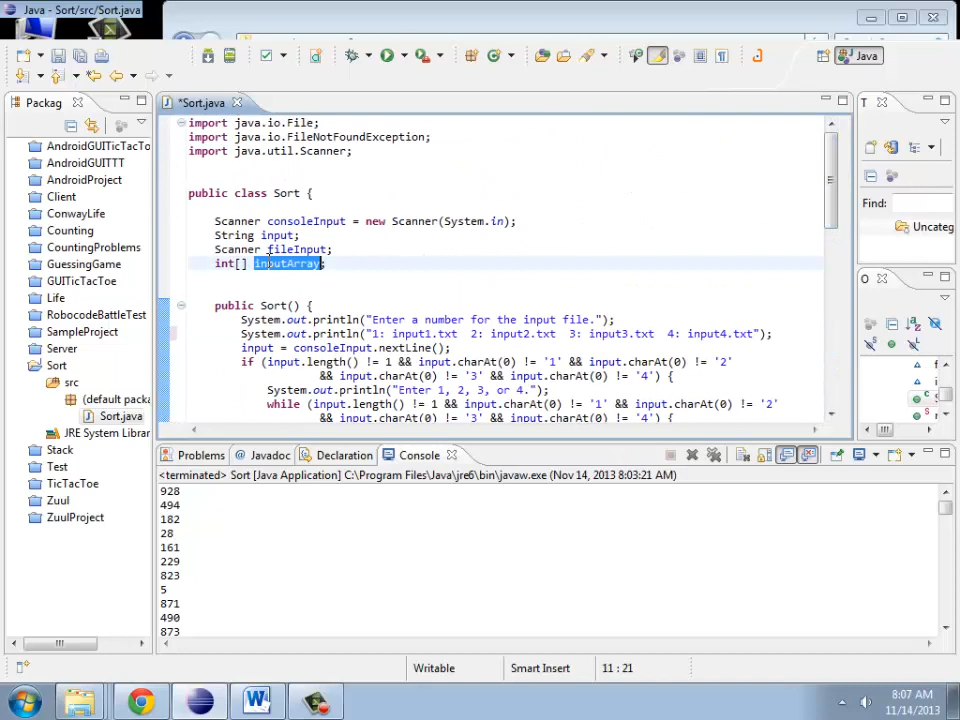 Java - Sort/src/Sort.java
Java
Packag
*Sort.java
T
AndroidGUITicTacTo
AndroidGUITTT
AndroidProject
Client
ConwayLife
Counting
CountingProblems
GuessingGame
GUITicTacToe
Life
RobocodeBattleTest
SampleProject
Server
Sort
src
(default packa
Sort.java
JRE System Librar
Stack
Test
TicTacToe
Zuul
ZuulProject
import java.io.File;
import java.io.FileNotFoundException;
import java.util.Scanner;
public class Sort {
Scanner consoleInput = new Scanner(System.in);
String input;
Scanner fileInput;
int[] inputArray;
public Sort() {
System.out.println("Enter a number for the input file.");
System.out.println("1: input1.txt 2: input2.txt 3: input3.txt 4: input4.txt");
input = consoleInput.nextLine();
if (input.length() != 1 && input.charAt(0) != '1' && input.charAt(0) != '2'
&& input.charAt(0) != '3' && input.charAt(0) != '4') {
System.out.println("Enter 1, 2, 3, or 4.");
while (input.length() != 1 && input.charAt(0) != '1' && input.charAt(0) != '2'
&& input.charAt(0) != '3' && input.charAt(0) != '4') {
Find:
Uncateg
O
Problems Javadoc Declaration Console
<terminated> Sort [Java Application] C:\Program Files\Java\jre6\bin\javaw.exe (Nov 14, 2013 8:03:21 AM)
928
494
182
28
161
229
823
5
871
490
873
Writable Smart Insert 11 : 21
8:07 AM
11/14/2013